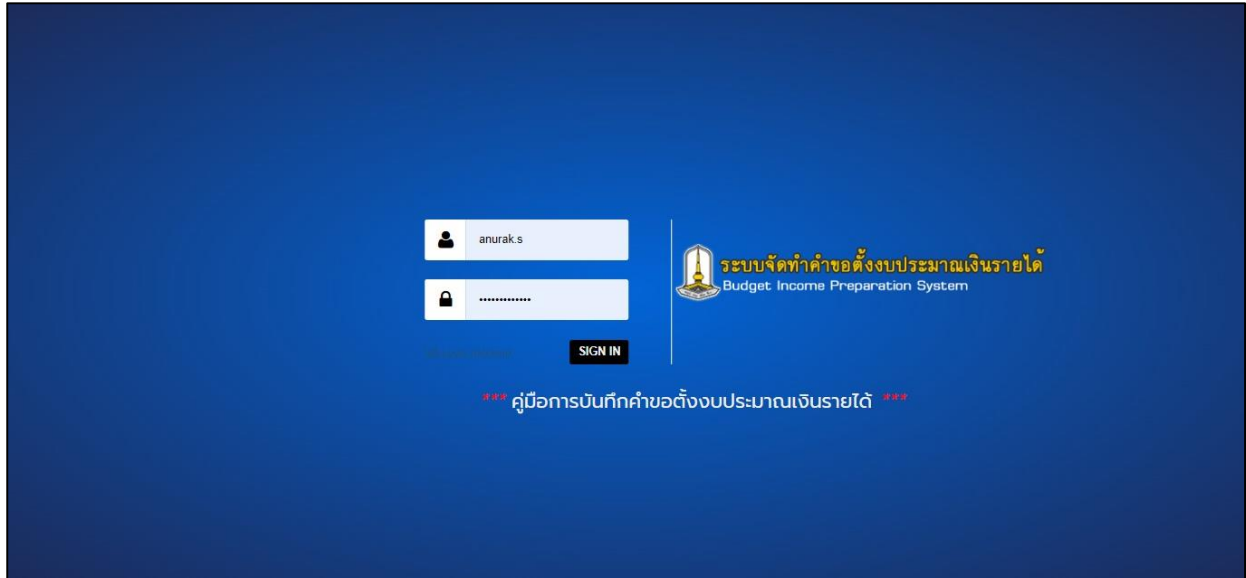 anurak.s
•••••••••••••
SIGN IN
ระบบจัดทำคำขอตั้งงบประมาณเงินรายได้
Budget Income Preparation System
*** คู่มือการบันทึกคำขอตั้งงบประมาณเงินรายได้ ***